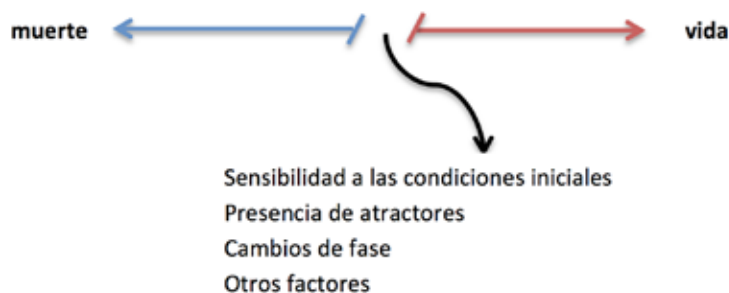 muerte vida
Sensibilidad a las condiciones iniciales
Presencia de atractores
Cambios de fase
Otros factores